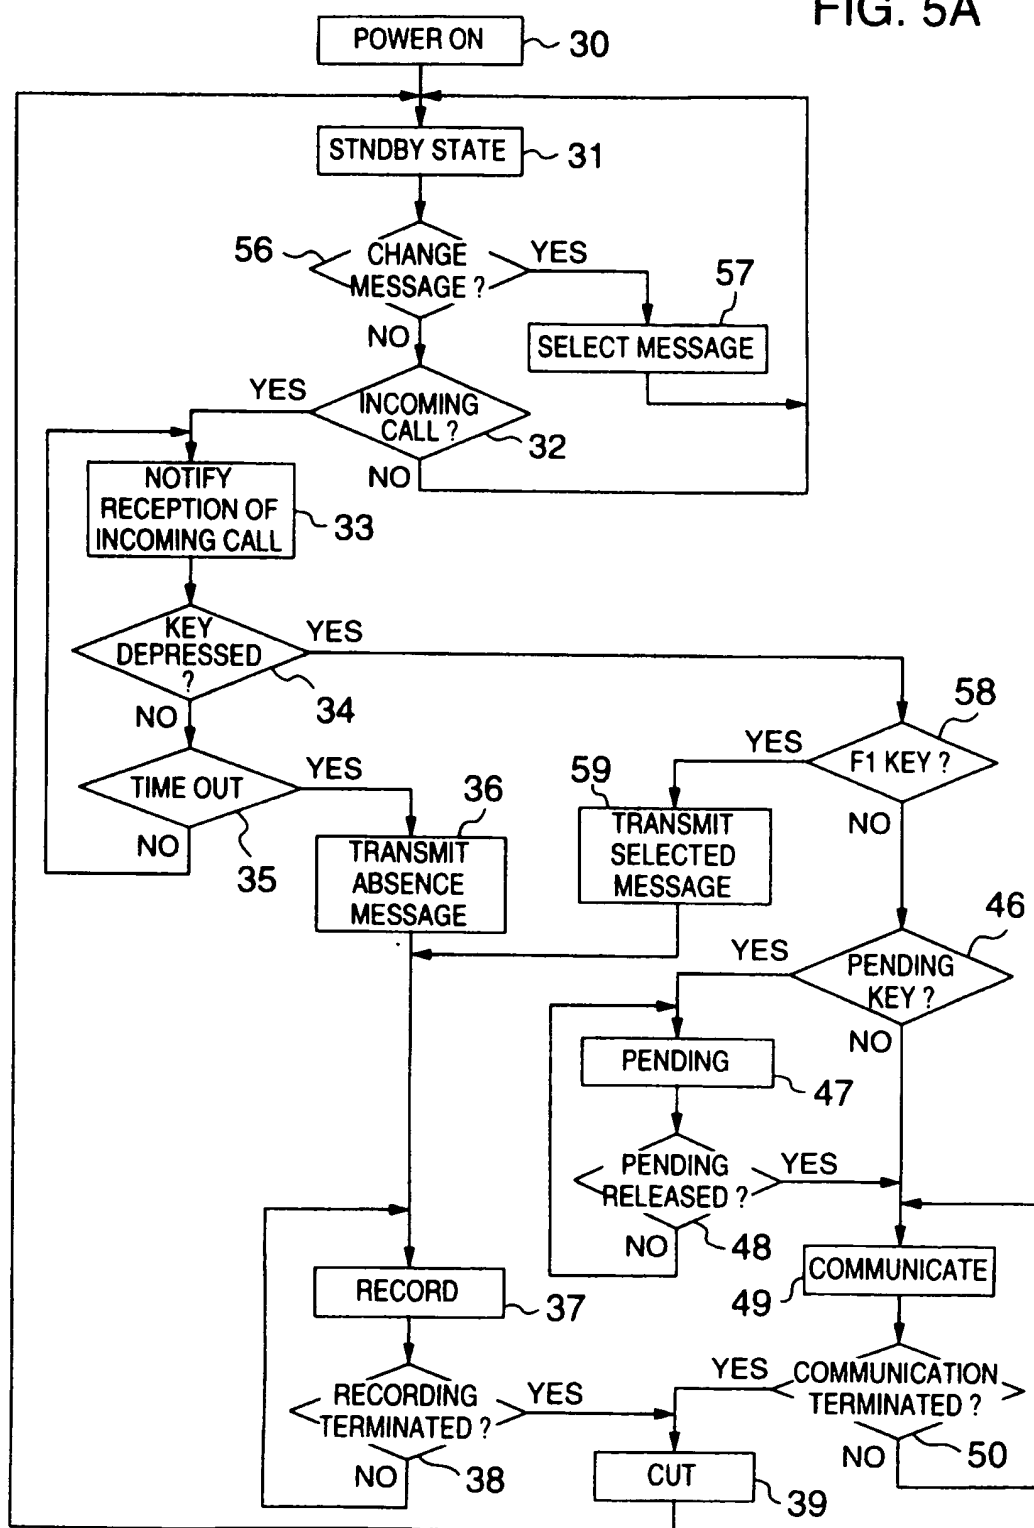 FIG. 5A
POWER ON
30
STNDBY STATE
31
56
CHANGE
MESSAGE ?
YES
NO
57
SELECT MESSAGE
YES
INCOMING
CALL ?
32
NO
NOTIFY
RECEPTION OF
INCOMING CALL
33
KEY
DEPRESSED
?
YES
34
NO
58
F1 KEY ?
YES
NO
TIME OUT
YES
NO
35
36
TRANSMIT
ABSENCE
MESSAGE
59
TRANSMIT
SELECTED
MESSAGE
46
YES
PENDING
KEY ?
NO
PENDING
47
PENDING
RELEASED ?
YES
NO
48
COMMUNICATE
49
RECORD
37
RECORDING
TERMINATED ?
YES
NO
38
YES
COMMUNICATION
TERMINATED ?
NO
50
CUT
39